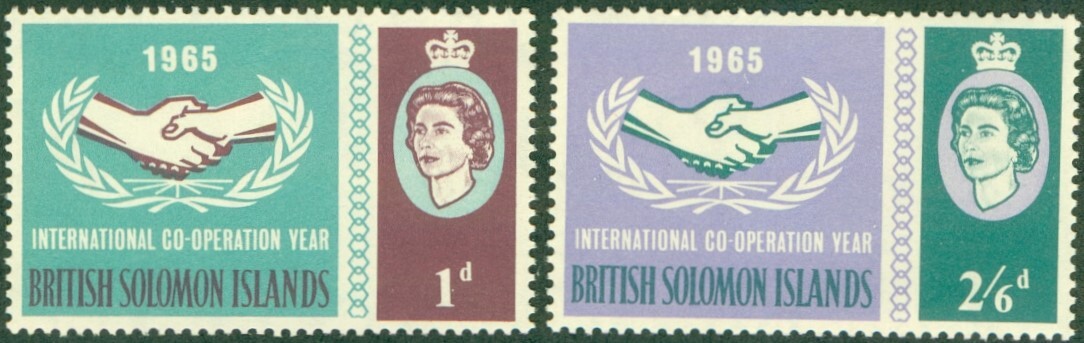 1965
INTERNATIONAL CO-OPERATION YEAR
BRITISH SOLOMON ISLANDS
1d
1965
INTERNATIONAL CO-OPERATION YEAR
BRITISH SOLOMON ISLANDS
2/6d